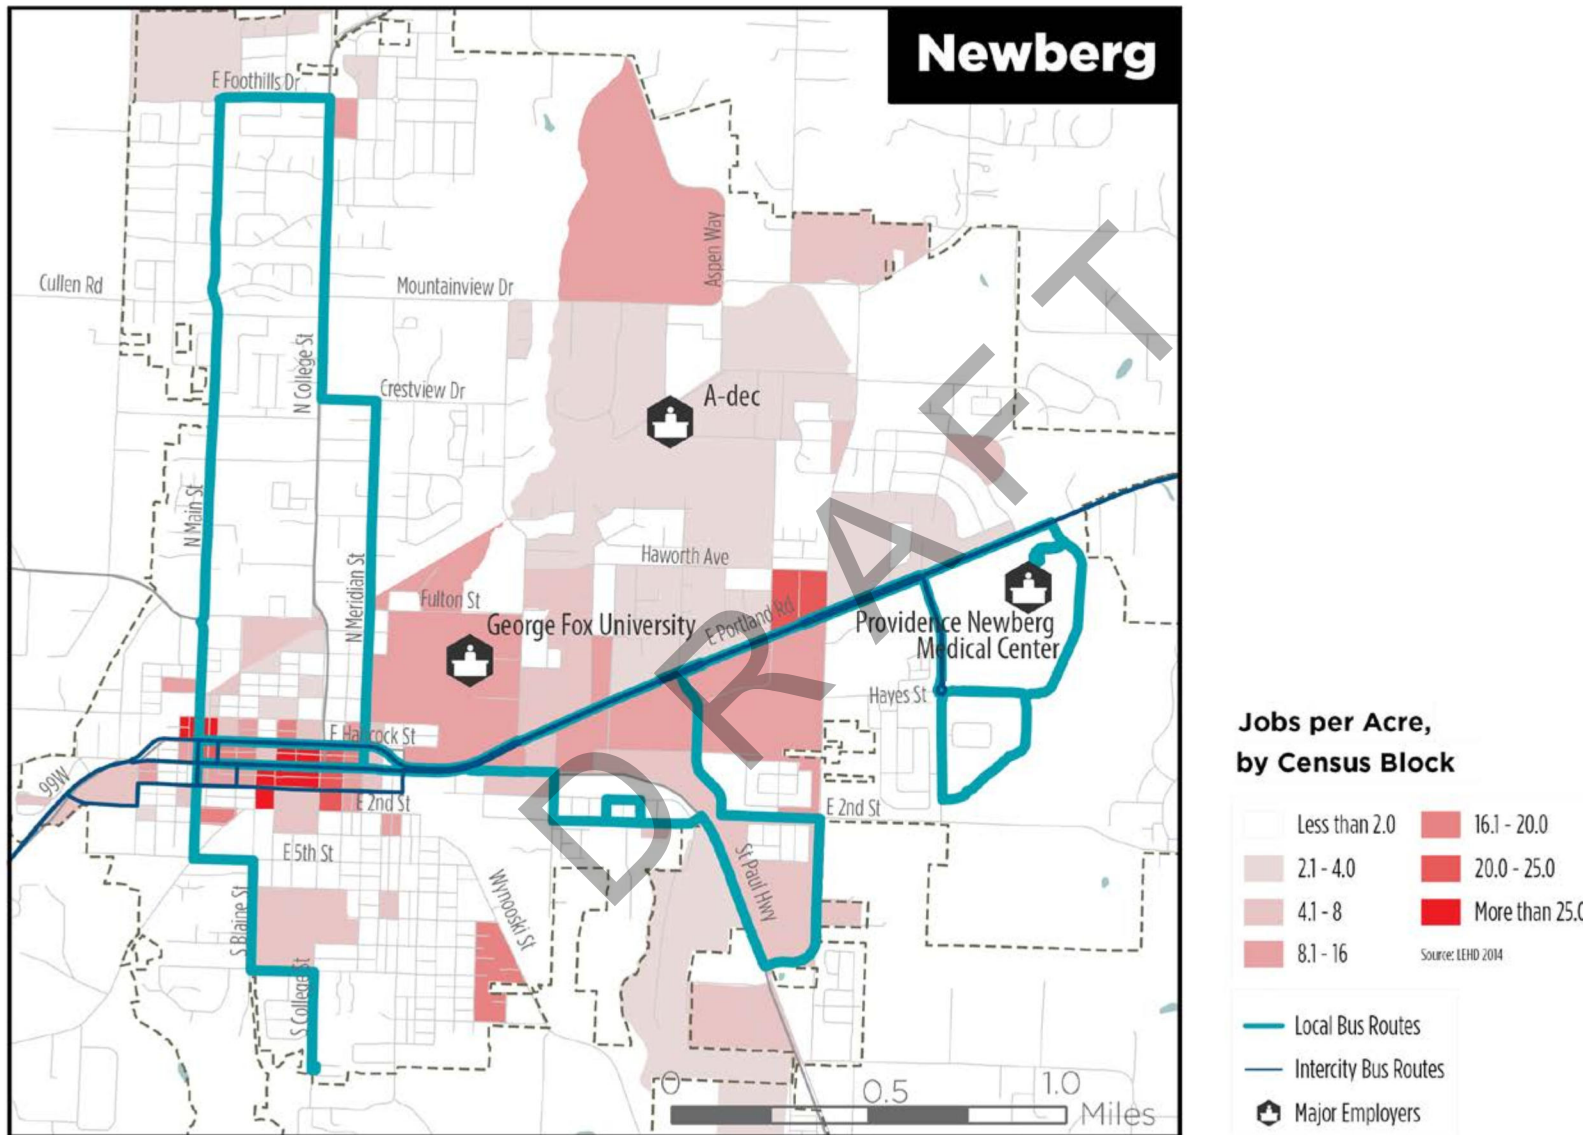 Newberg
E Foothills Dr
Aspen Way
Cullen Rd
Mountainview Dr
N College St
Crestview Dr
A-dec
N Main St
N Meridian St
Haworth Ave
Fulton St
George Fox University
E Portland Rd
Providence Newberg
Medical Center
Hayes St
E Hancock St
99W
E 2nd St
E 2nd St
E 5th St
S Blaine St
Wynooski St
St Paul Hwy
S College St
DRAFT
0
0.5
1.0
Miles
Jobs per Acre,
by Census Block
Less than 2.0
2.1 - 4.0
4.1 - 8
8.1 - 16
16.1 - 20.0
20.0 - 25.0
More than 25.0
Source: LEHD 2014
Local Bus Routes
Intercity Bus Routes
Major Employers